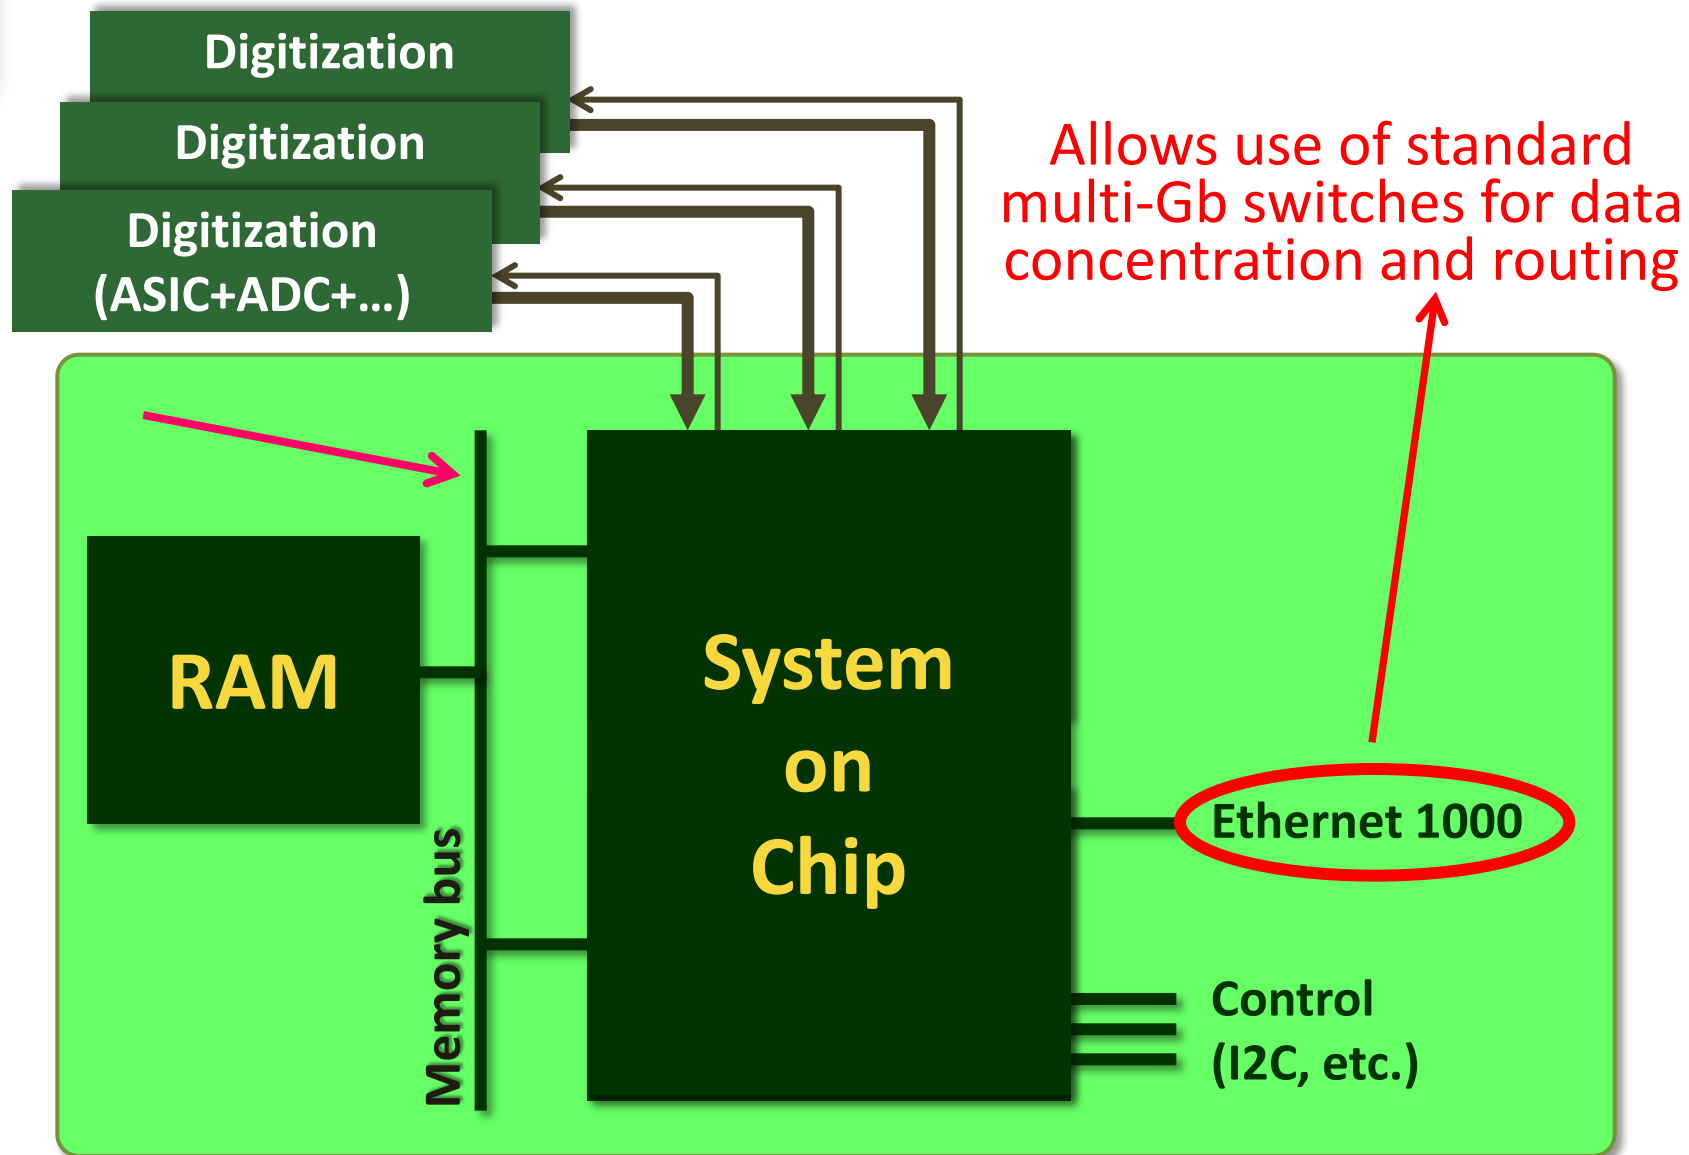 Digitization
Digitization
Digitization
(ASIC+ADC+…)
Allows use of standard
multi-Gb switches for data
concentration and routing
RAM
Memory bus
System
on
Chip
Ethernet 1000
Control
(I2C, etc.)